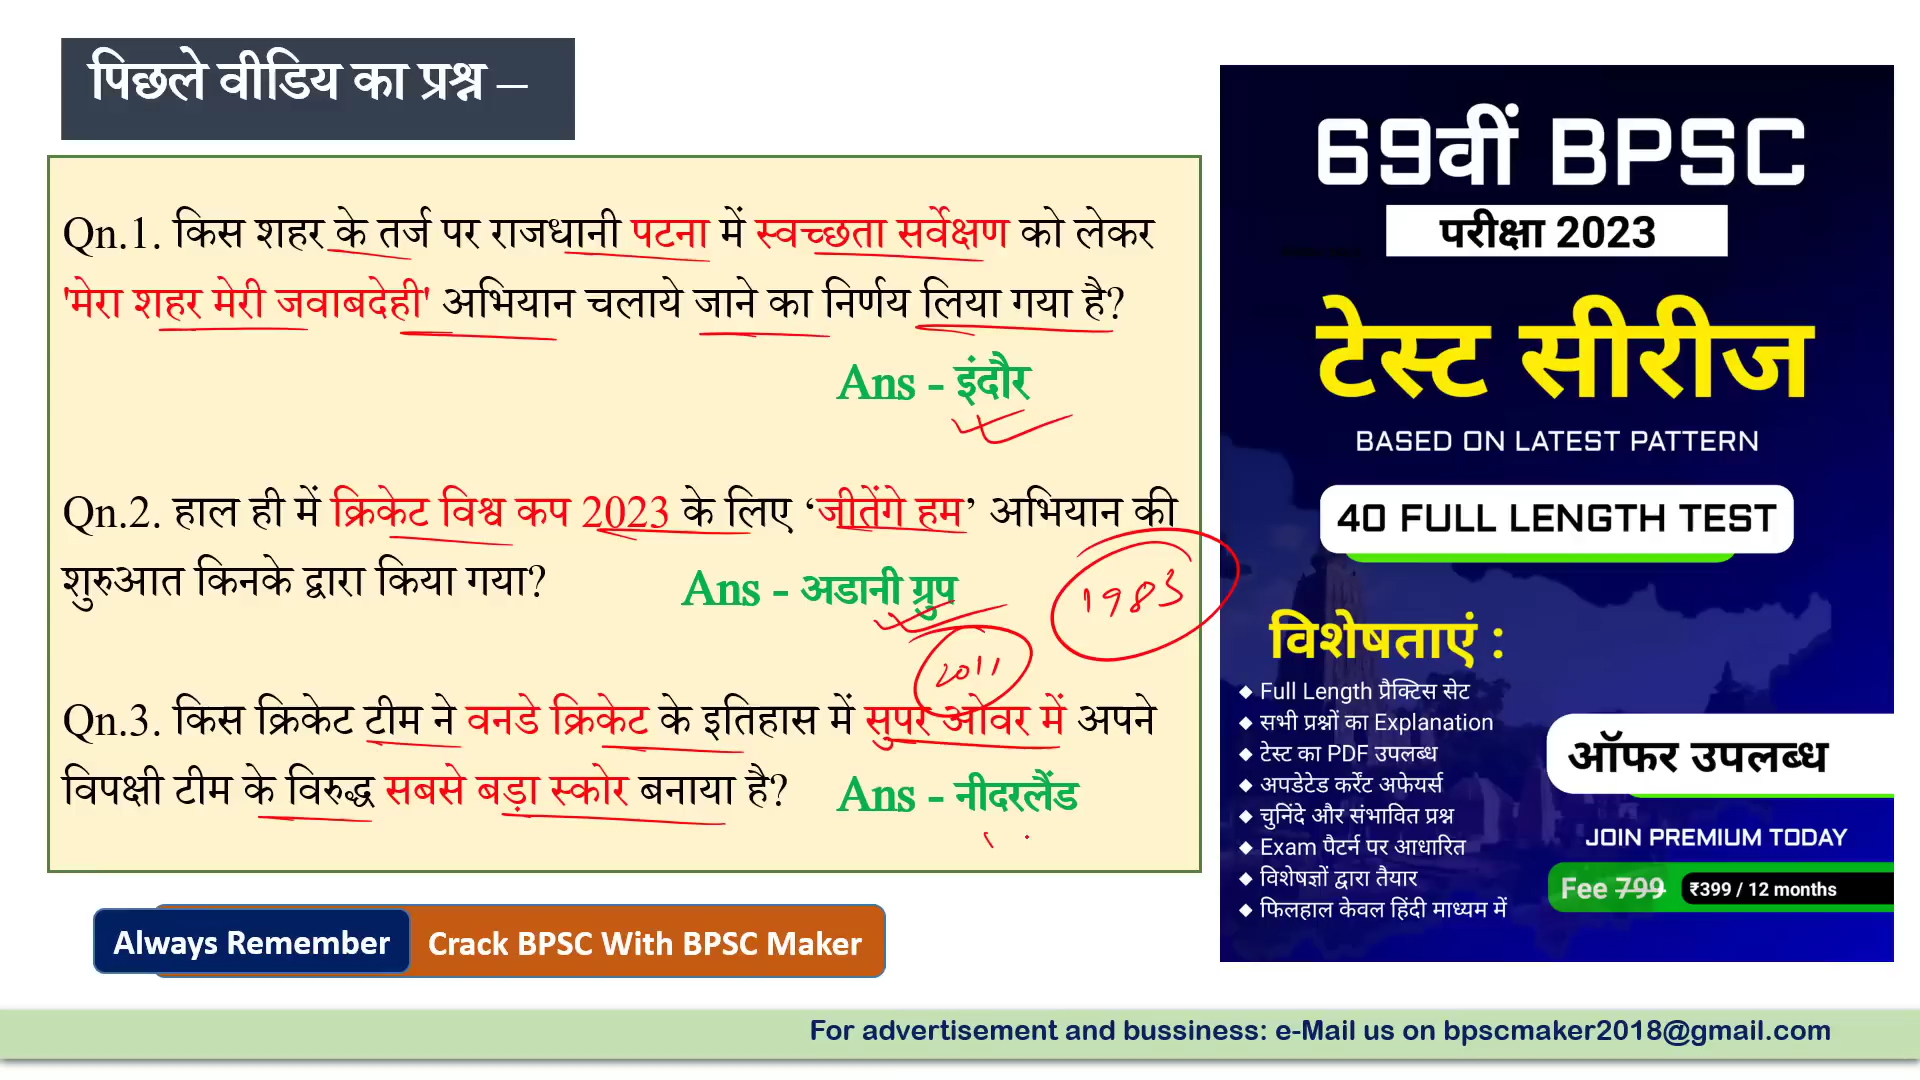 पिछले वीडिय का प्रश्न –
Qn.1. किस शहर के तर्ज पर राजधानी पटना में स्वच्छता सर्वेक्षण को लेकर
'मेरा शहर मेरी जवाबदेही' अभियान चलाये जाने का निर्णय लिया गया है?
Ans - इंदौर
Qn.2. हाल ही में क्रिकेट विश्व कप 2023 के लिए ‘जीतेंगे हम’ अभियान की
शुरुआत किनके द्वारा किया गया?
Ans - अडानी ग्रुप
1983
2011
Qn.3. किस क्रिकेट टीम ने वनडे क्रिकेट के इतिहास में सुपर ओवर में अपने
विपक्षी टीम के विरुद्ध सबसे बड़ा स्कोर बनाया है?
Ans - नीदरलैंड
Always Remember
Crack BPSC With BPSC Maker
69वीं BPSC
परीक्षा 2023
टेस्ट सीरीज
BASED ON LATEST PATTERN
40 FULL LENGTH TEST
विशेषताएं :
◆ Full Length प्रैक्टिस सेट
◆ सभी प्रश्नों का Explanation
◆ टेस्ट का PDF उपलब्ध
◆ अपडेटेड करेंट अफेयर्स
◆ चुनिंदे और संभावित प्रश्न
◆ Exam पैटर्न पर आधारित
◆ विशेषज्ञों द्वारा तैयार
◆ फिलहाल केवल हिंदी माध्यम में
ऑफर उपलब्ध
JOIN PREMIUM TODAY
Fee 799 ₹399 / 12 months
For advertisement and bussiness: e-Mail us on bpscmaker2018@gmail.com